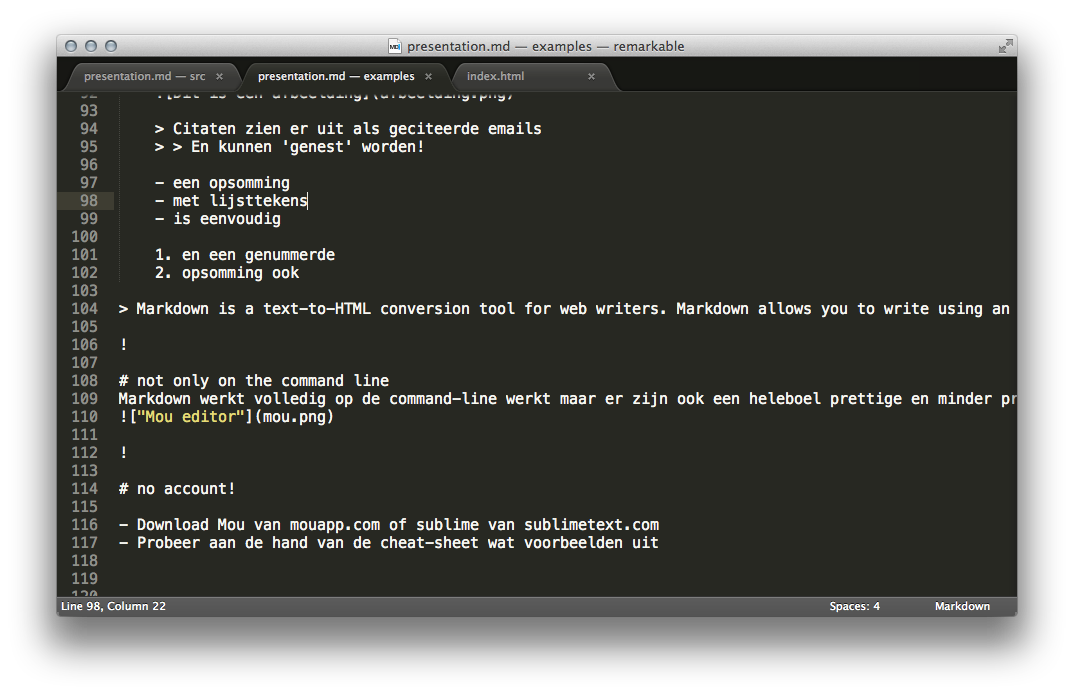 presentation.md — examples — remarkable
presentation.md — src ×
presentation.md — examples ×
index.html ×
92 ![Dit is een afbeelding](afbeelding.png)
93
94 > Citaten zien er uit als geciteerde emails
95 > > En kunnen 'genest' worden!
96
97 - een opsomming
98 - met lijsttekens
99 - is eenvoudig
100
101 1. en een genummerde
102 2. opsomming ook
103
104 > Markdown is a text-to-HTML conversion tool for web writers. Markdown allows you to write using an
105
106 !
107
108 # not only on the command line
109 Markdown werkt volledig op de command-line werkt maar er zijn ook een heleboel prettige en minder pr
110 !["Mou editor"](mou.png)
111
112 !
113
114 # no account!
115
116 - Download Mou van mouapp.com of sublime van sublimetext.com
117 - Probeer aan de hand van de cheat-sheet wat voorbeelden uit
118
119
120
Line 98, Column 22
Spaces: 4
Markdown